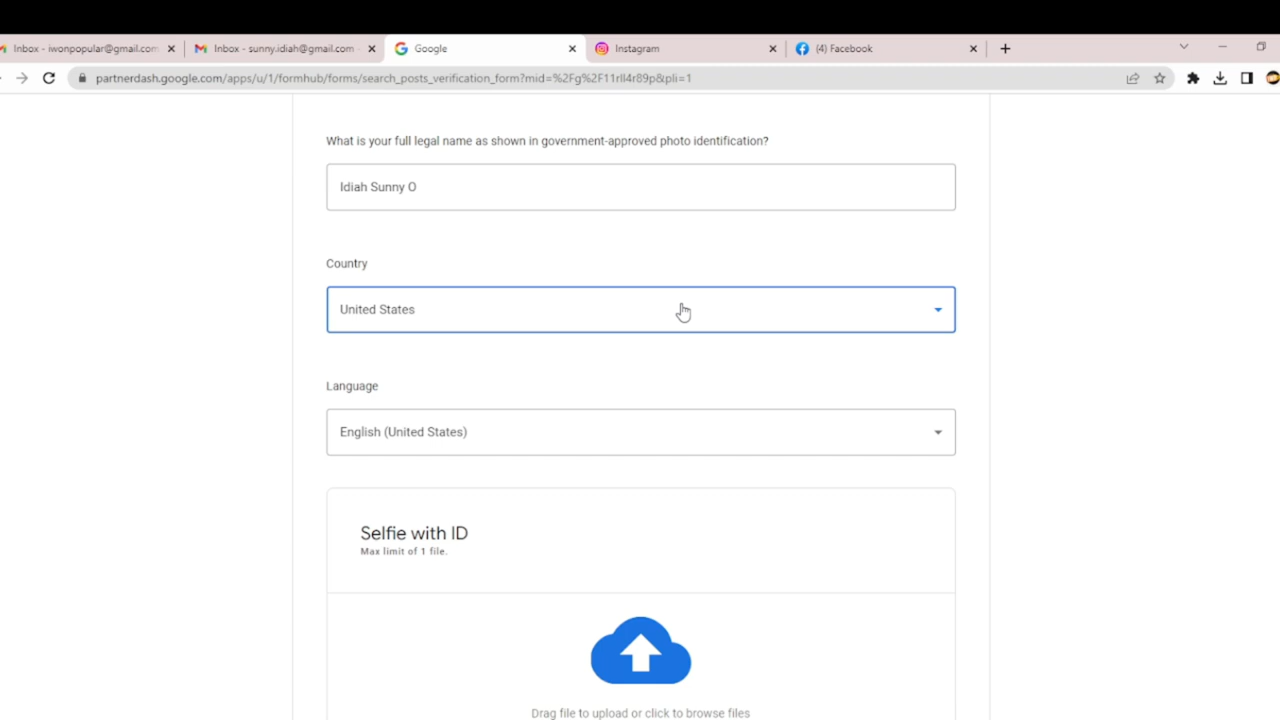 Inbox - iwonpopular@gmail.com
Inbox - sunny.idiah@gmail.com
Google
Instagram
(4) Facebook
partnerdash.google.com/apps/u/1/formhub/forms/search_posts_verification_form?mid=%2Fg%2F11rll4r89p&pli=1
What is your full legal name as shown in government-approved photo identification?
Idiah Sunny O
Country
United States
Language
English (United States)
Selfie with ID
Max limit of 1 file.
Drag file to upload or click to browse files